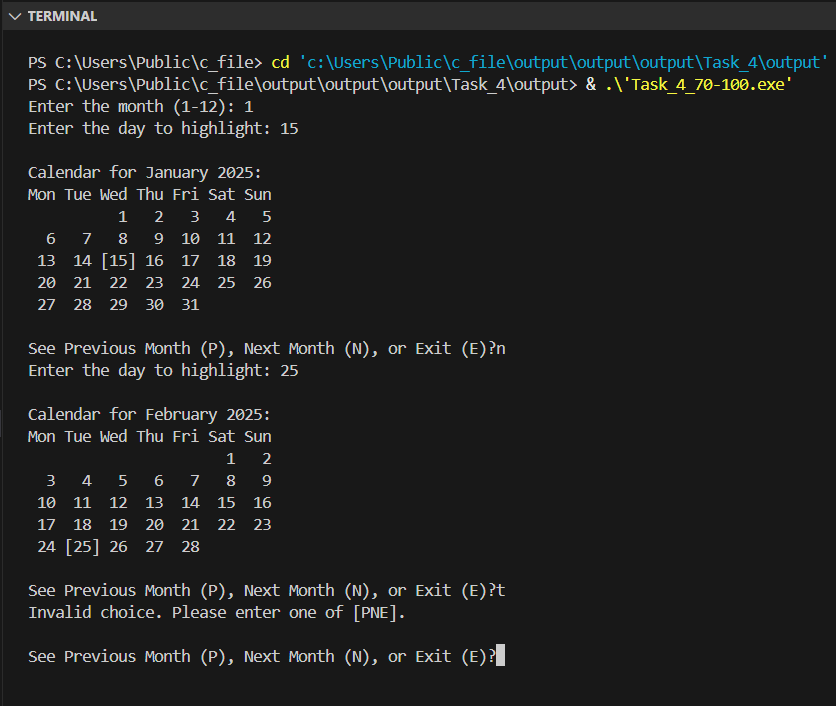 TERMINAL
PS C:\Users\Public\c_file> cd 'c:\Users\Public\c_file\output\output\output\Task_4\output'
PS C:\Users\Public\c_file\output\output\output\Task_4\output> & .\'Task_4_70-100.exe'
Enter the month (1-12): 1
Enter the day to highlight: 15

Calendar for January 2025:
Mon Tue Wed Thu Fri Sat Sun
          1   2   3   4   5
  6   7   8   9  10  11  12
 13  14 [15] 16  17  18  19
 20  21  22  23  24  25  26
 27  28  29  30  31

See Previous Month (P), Next Month (N), or Exit (E)?n
Enter the day to highlight: 25

Calendar for February 2025:
Mon Tue Wed Thu Fri Sat Sun
                      1   2
  3   4   5   6   7   8   9
 10  11  12  13  14  15  16
 17  18  19  20  21  22  23
 24 [25] 26  27  28

See Previous Month (P), Next Month (N), or Exit (E)?t
Invalid choice. Please enter one of [PNE].

See Previous Month (P), Next Month (N), or Exit (E)?